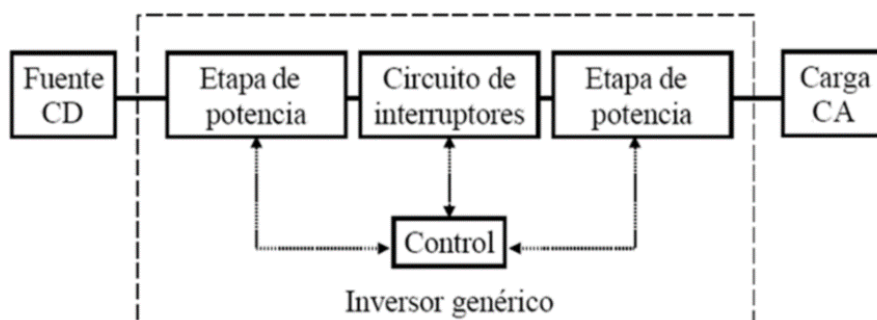 Fuente
CD
Etapa de
potencia
Circuito de
interruptores
Etapa de
potencia
Carga
CA
Control
Inversor genérico